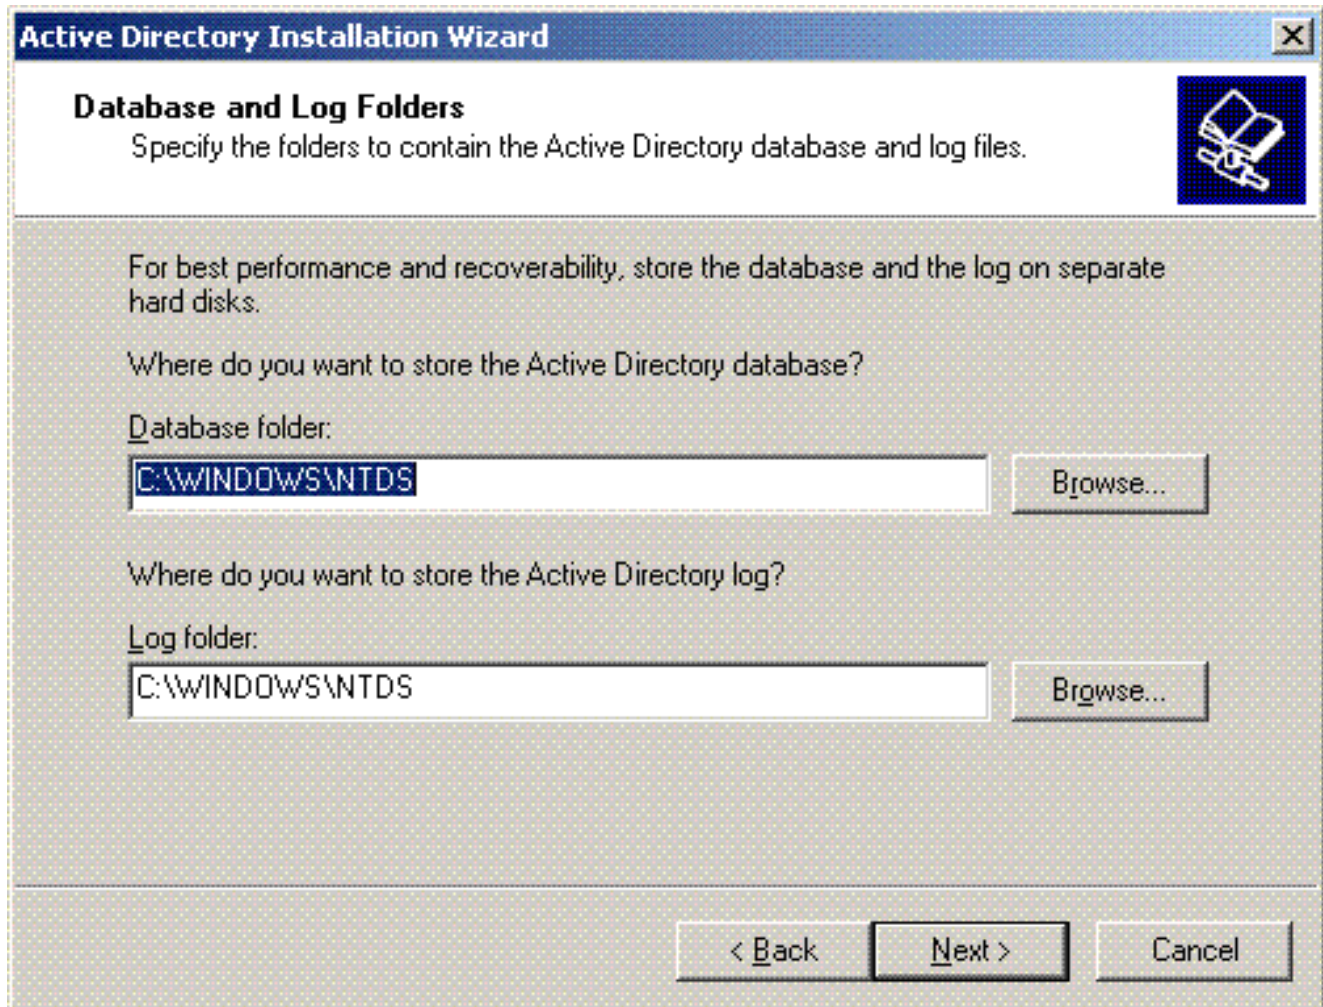 Active Directory Installation Wizard
Database and Log Folders
Specify the folders to contain the Active Directory database and log files.
For best performance and recoverability, store the database and the log on separate
hard disks.
Where do you want to store the Active Directory database?
Database folder:
C:\WINDOWS\NTDS
Browse...
Where do you want to store the Active Directory log?
Log folder:
C:\WINDOWS\NTDS
Browse...
< Back
Next >
Cancel